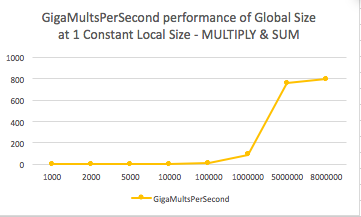 GigaMultsPerSecond performance of Global Size
at 1 Constant Local Size - MULTIPLY & SUM
1000
800
600
400
200
0
1000 2000 5000 10000 100000 1000000 5000000 8000000
GigaMultsPerSecond